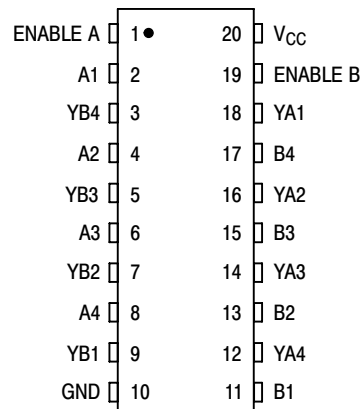 ENABLE A 1 20 VCC
A1 2 19 ENABLE B
YB4 3 18 YA1
A2 4 17 B4
YB3 5 16 YA2
A3 6 15 B3
YB2 7 14 YA3
A4 8 13 B2
YB1 9 12 YA4
GND 10 11 B1